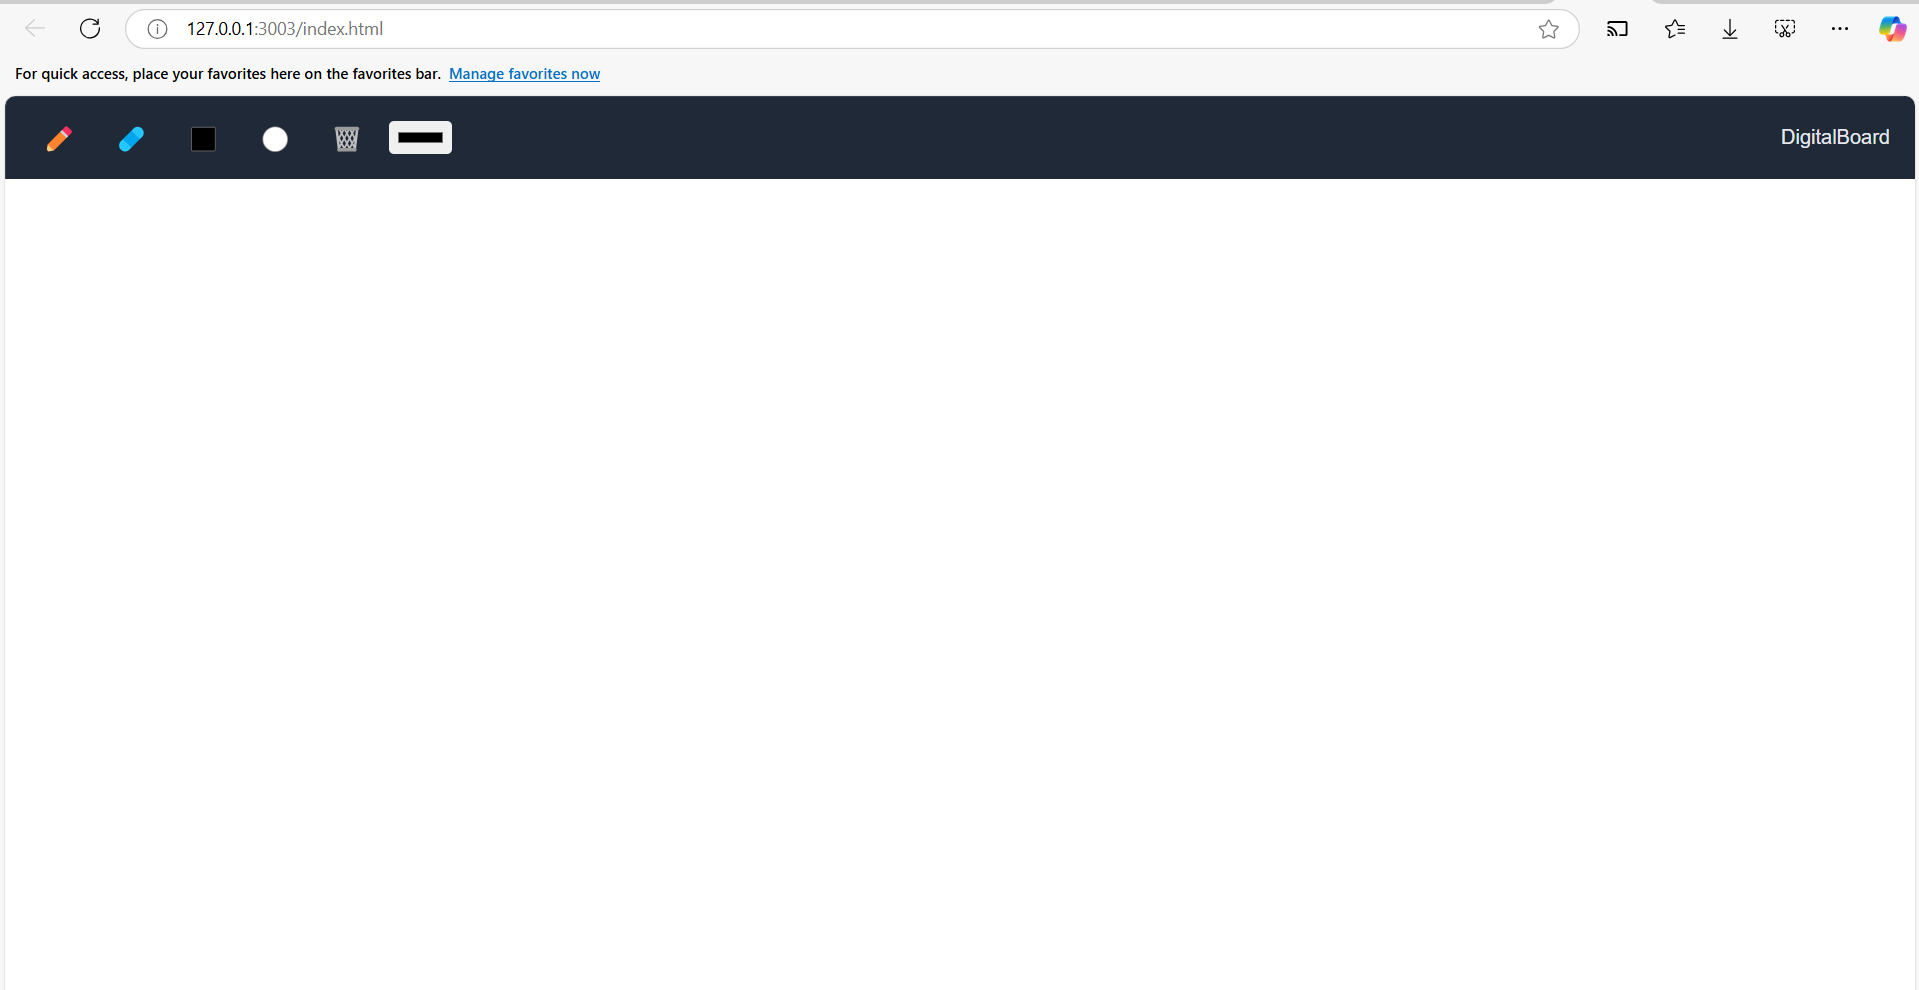 127.0.0.1:3003/index.html
For quick access, place your favorites here on the favorites bar. Manage favorites now
DigitalBoard